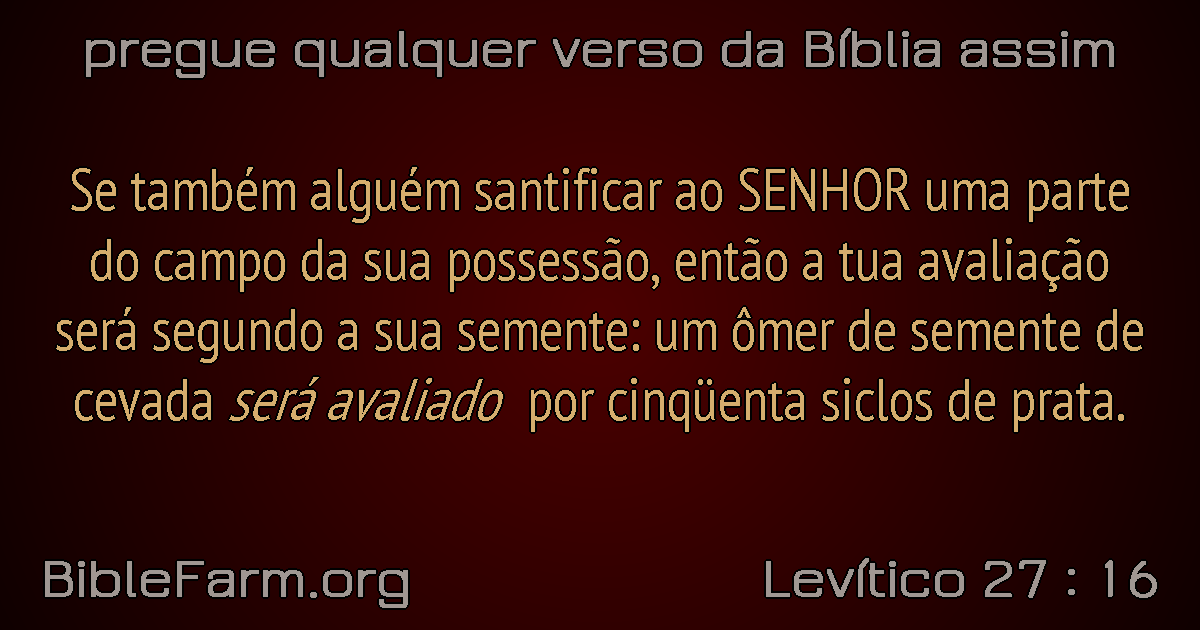 pregue qualquer verso da Bíblia assim
Se também alguém santificar ao SENHOR uma parte
do campo da sua possessão, então a tua avaliação
será segundo a sua semente: um ômer de semente de
cevada será avaliado por cinqüenta siclos de prata.
BibleFarm.org
Levítico 27 : 16